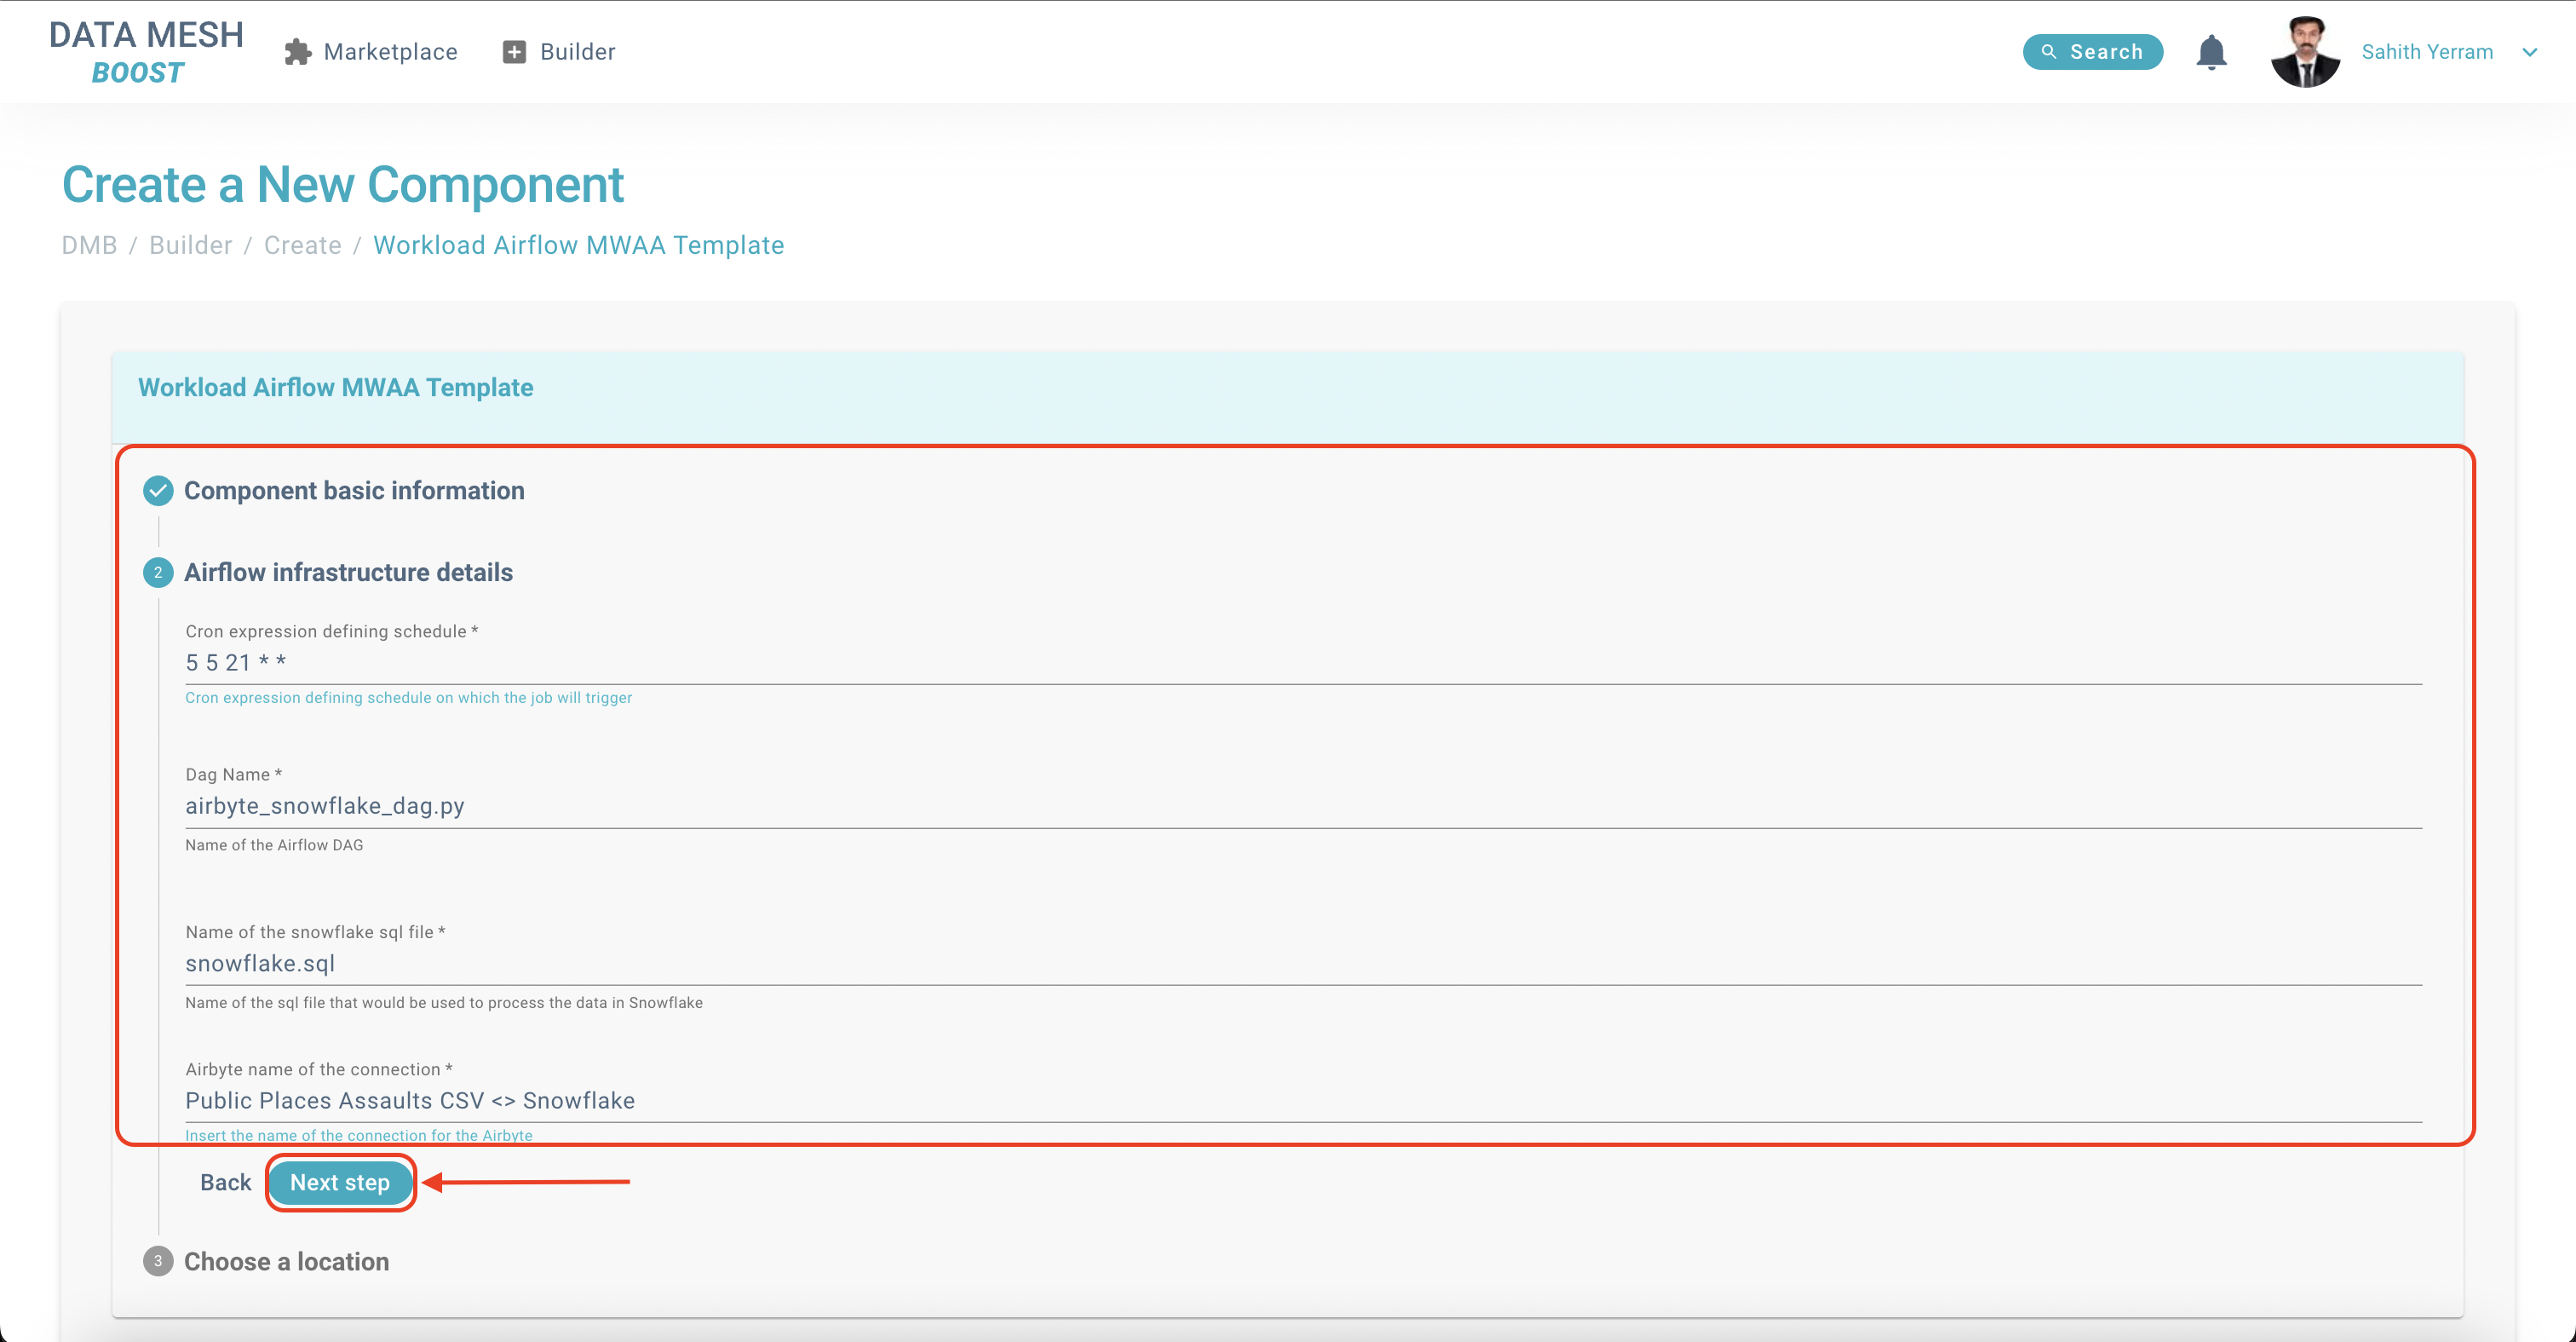 DATA MESH
BOOST
Marketplace
Builder
Search
Sahith Yerram
Create a New Component
DMB / Builder / Create / Workload Airflow MWAA Template
Workload Airflow MWAA Template
Component basic information
2 Airflow infrastructure details
Cron expression defining schedule *
5 5 21 * *
Cron expression defining schedule on which the job will trigger
Dag Name *
airbyte_snowflake_dag.py
Name of the Airflow DAG
Name of the snowflake sql file *
snowflake.sql
Name of the sql file that would be used to process the data in Snowflake
Airbyte name of the connection *
Public Places Assaults CSV <> Snowflake
Insert the name of the connection for the Airbyte
Back Next step
3 Choose a location